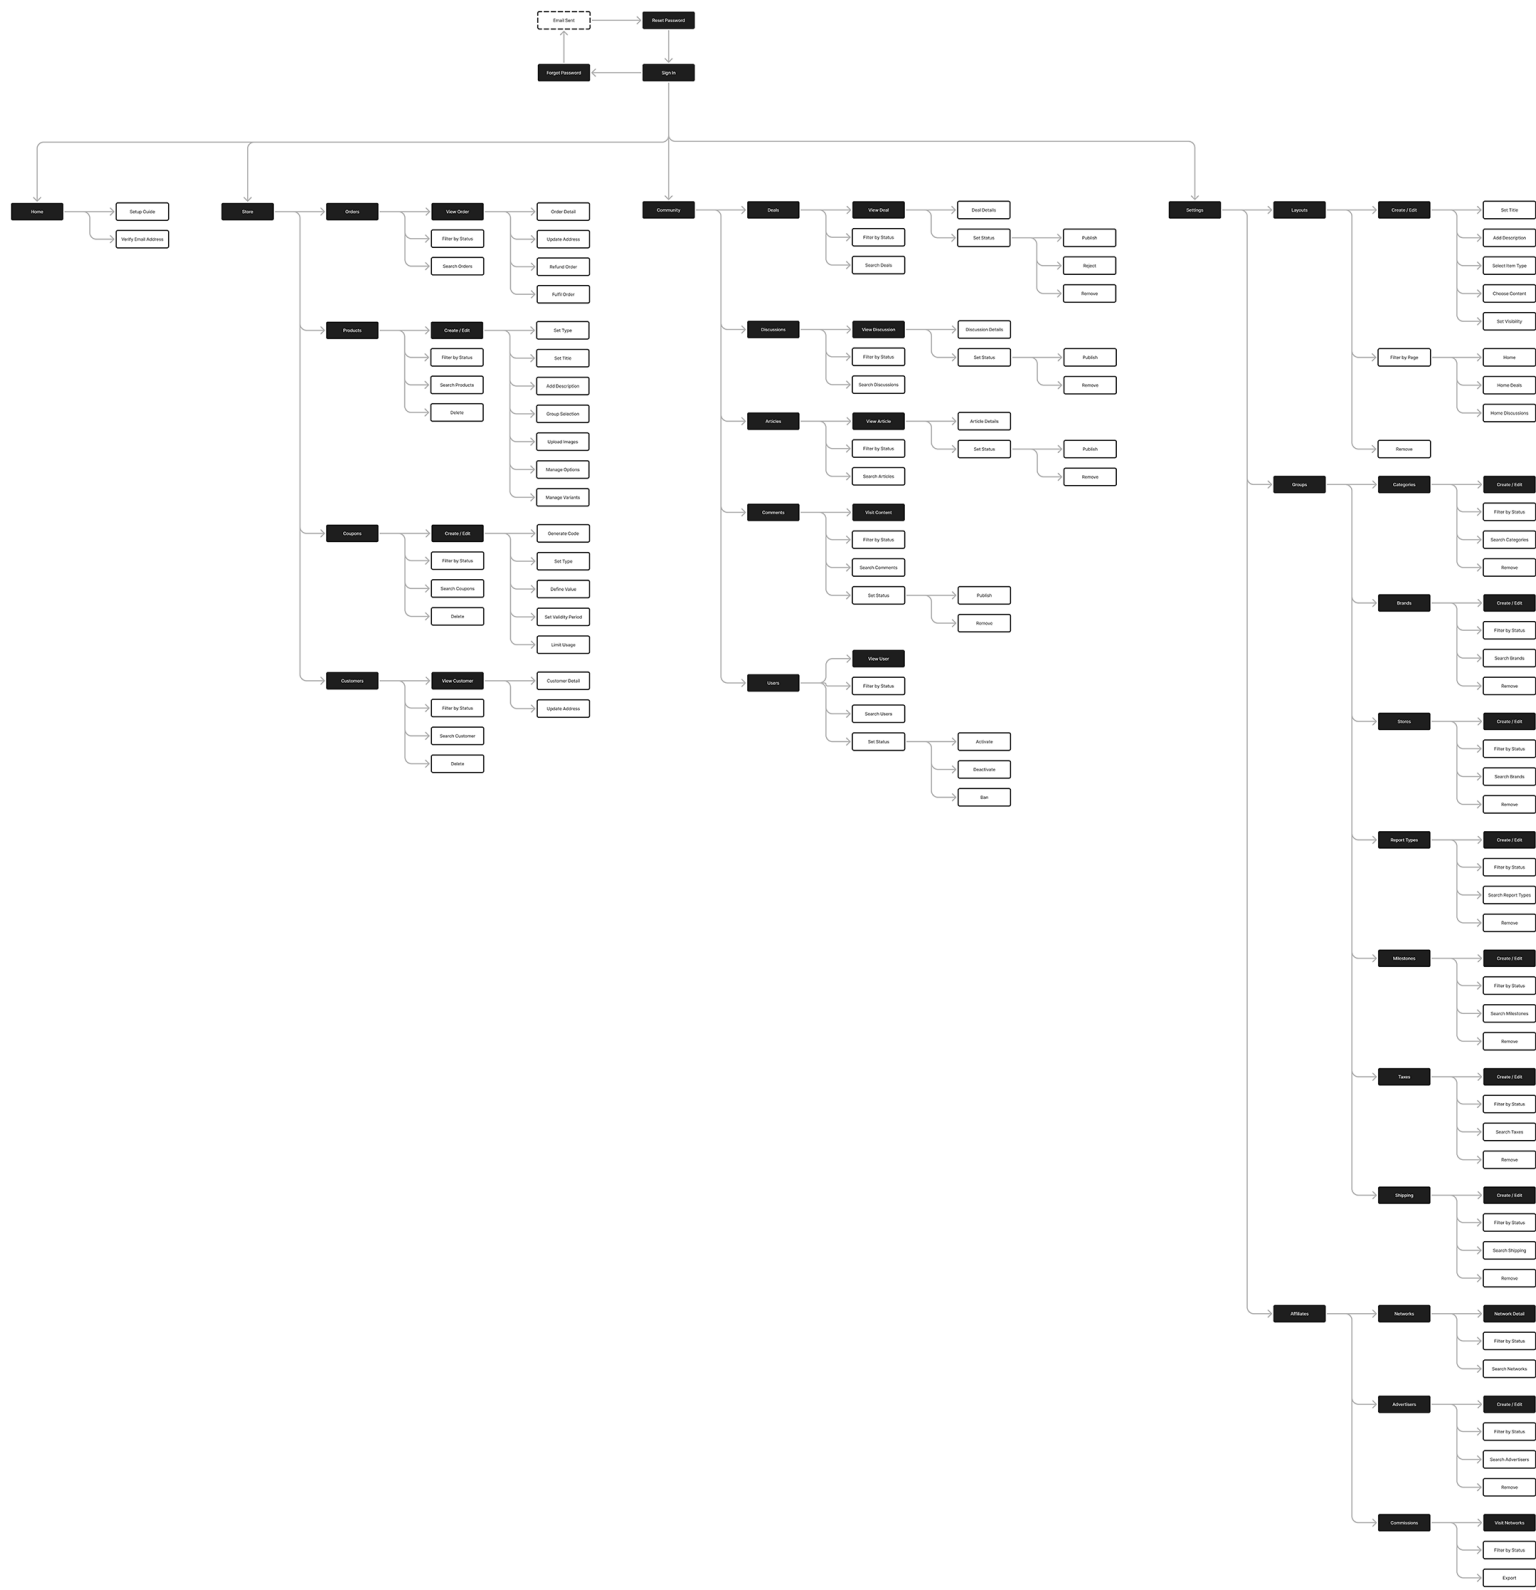 Email Sent
Reset Password
Forgot Password
Sign In
Home
Setup Guide
Verify Email Address
Store
Orders
View Order
Order Detail
Filter by Status
Update Address
Search Orders
Refund Order
Fulfil Order
Products
Create / Edit
Set Type
Filter by Status
Set Title
Search Products
Add Description
Delete
Group Selection
Upload Images
Manage Options
Manage Variants
Coupons
Create / Edit
Generate Code
Filter by Status
Set Type
Search Coupons
Define Value
Delete
Set Validity Period
Limit Usage
Customers
View Customer
Customer Detail
Filter by Status
Update Address
Search Customer
Delete
Community
Deals
View Deal
Deal Details
Filter by Status
Set Status
Publish
Search Deals
Reject
Remove
Discussions
View Discussion
Discussion Details
Filter by Status
Set Status
Publish
Search Discussions
Remove
Articles
View Article
Article Details
Filter by Status
Set Status
Publish
Search Articles
Remove
Comments
Visit Content
Filter by Status
Search Comments
Set Status
Publish
Remove
Users
View User
Filter by Status
Search Users
Set Status
Activate
Deactivate
Ban
Settings
Layouts
Create / Edit
Set Title
Add Description
Select Item Type
Choose Content
Set Visibility
Filter by Page
Home
Home Deals
Home Discussions
Remove
Groups
Categories
Create / Edit
Filter by Status
Search Categories
Remove
Brands
Create / Edit
Filter by Status
Search Brands
Remove
Stores
Create / Edit
Filter by Status
Search Brands
Remove
Report Types
Create / Edit
Filter by Status
Search Report Types
Remove
Milestones
Create / Edit
Filter by Status
Search Milestones
Remove
Taxes
Create / Edit
Filter by Status
Search Taxes
Remove
Shipping
Create / Edit
Filter by Status
Search Shipping
Remove
Affiliates
Networks
Network Detail
Filter by Status
Search Networks
Advertisers
Create / Edit
Filter by Status
Search Advertisers
Remove
Commissions
Visit Networks
Filter by Status
Export